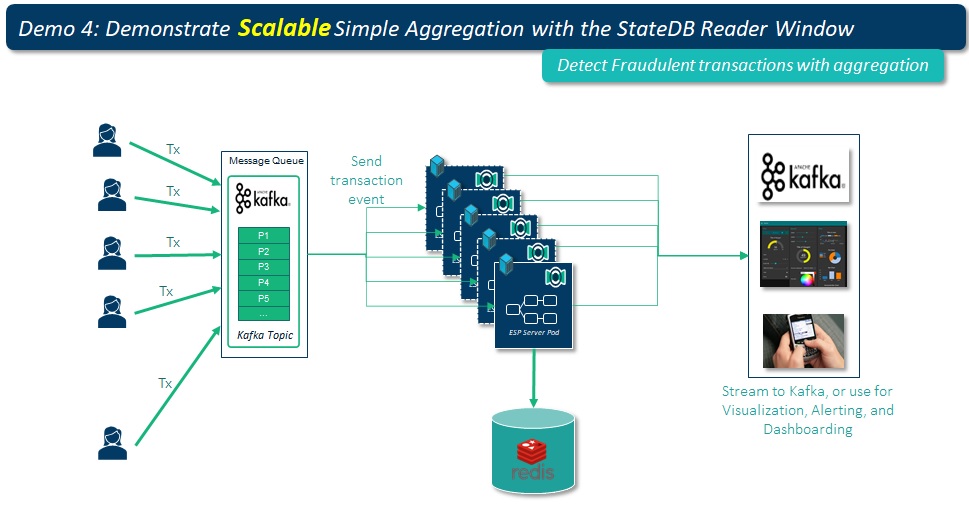 Demo 4: Demonstrate Scalable Simple Aggregation with the StateDB Reader Window
Detect Fraudulent transactions with aggregation
Tx
Tx
Tx
Tx
Tx
Message Queue
APACHE
kafka
P1
P2
P3
P4
P5
...
Kafka Topic
Send
transaction
event
ESP Server Pod
redis
APACHE
kafka
Stream to Kafka, or use for
Visualization, Alerting, and
Dashboarding